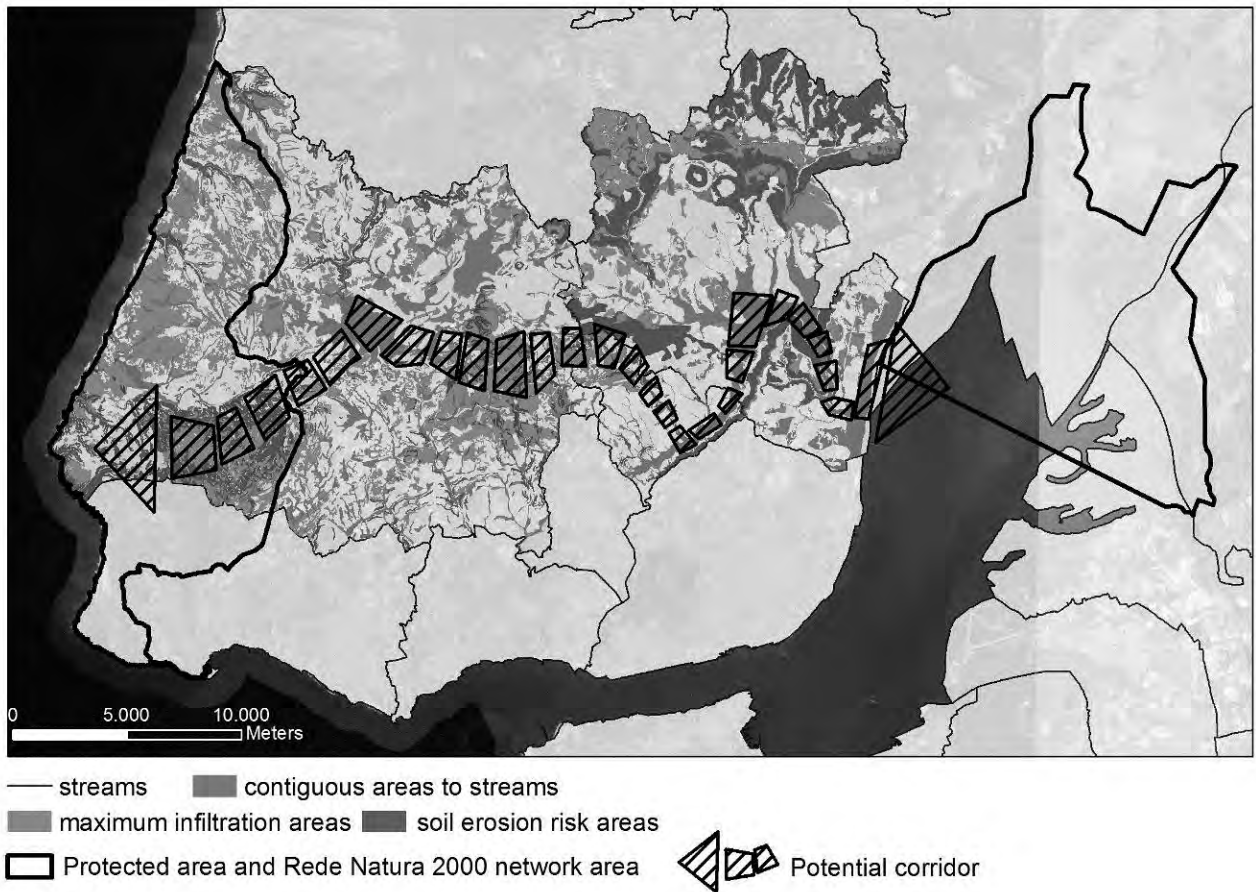 0 5.000 10.000
Meters
streams contiguous areas to streams
maximum infiltration areas soil erosion risk areas
Protected area and Rede Natura 2000 network area Potential corridor